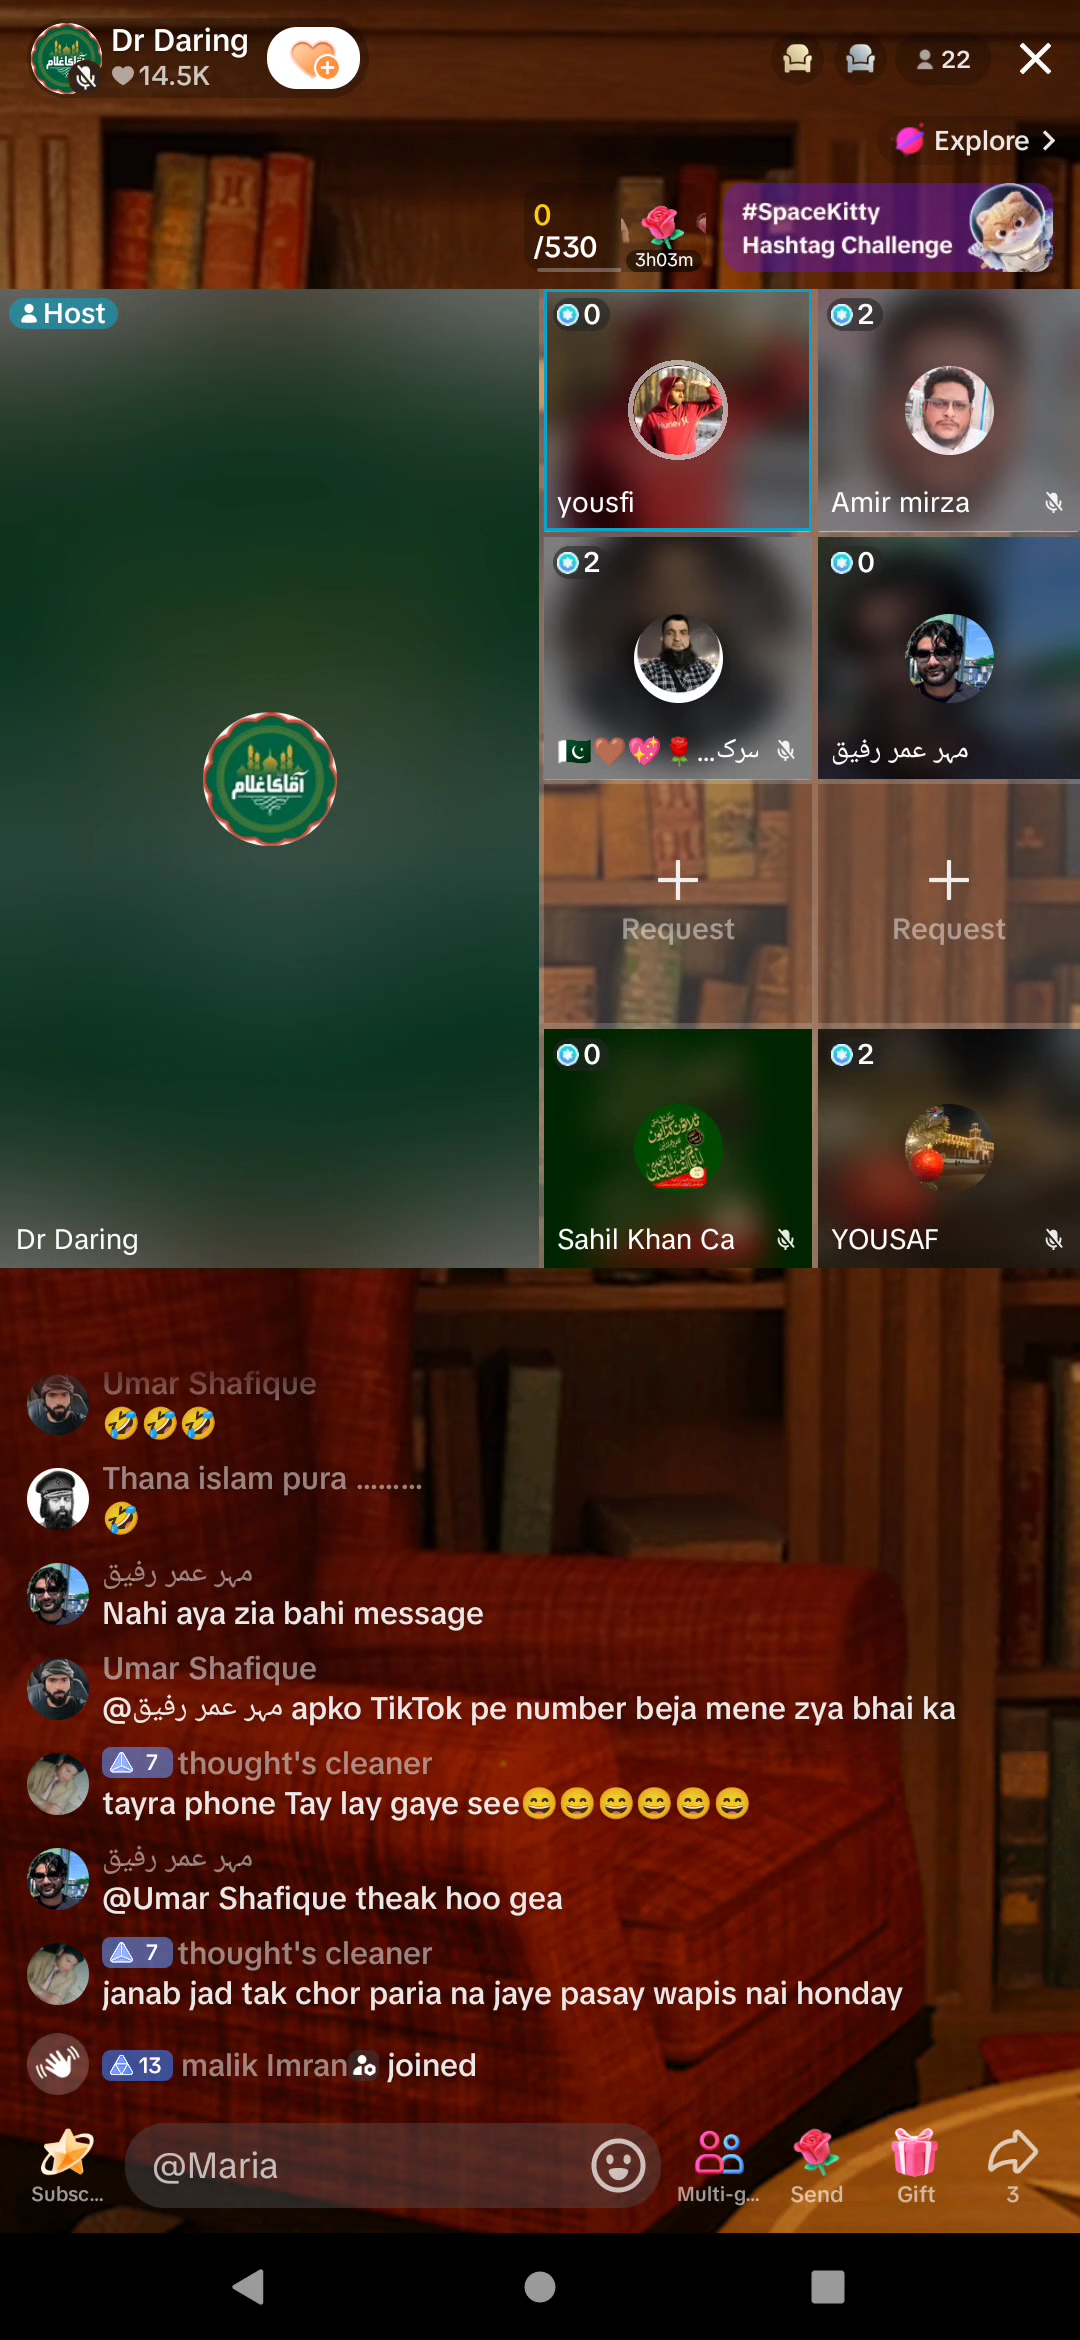 Dr Daring
14.5K
22
Explore
0
/530
3h03m
#SpaceKitty
Hashtag Challenge
Host
آقا کا غلام
Dr Daring
0
yousfi
2
Amir mirza
2
سرک...
0
مہر عمر رفیق
Request
Request
0
Sahil Khan Ca
2
YOUSAF
Umar Shafique
🤣🤣🤣
Thana islam pura .........
🤣
مہر عمر رفیق
Nahi aya zia bahi message
Umar Shafique
@مہر عمر رفیق apko TikTok pe number beja mene zya bhai ka
7 thought's cleaner
tayra phone Tay lay gaye see😄😄😄😄😄😄
مہر عمر رفیق
@Umar Shafique theak hoo gea
7 thought's cleaner
janab jad tak chor paria na jaye pasay wapis nai honday
13 malik Imran joined
@Maria
Subsc...
Multi-g...
Send
Gift
3